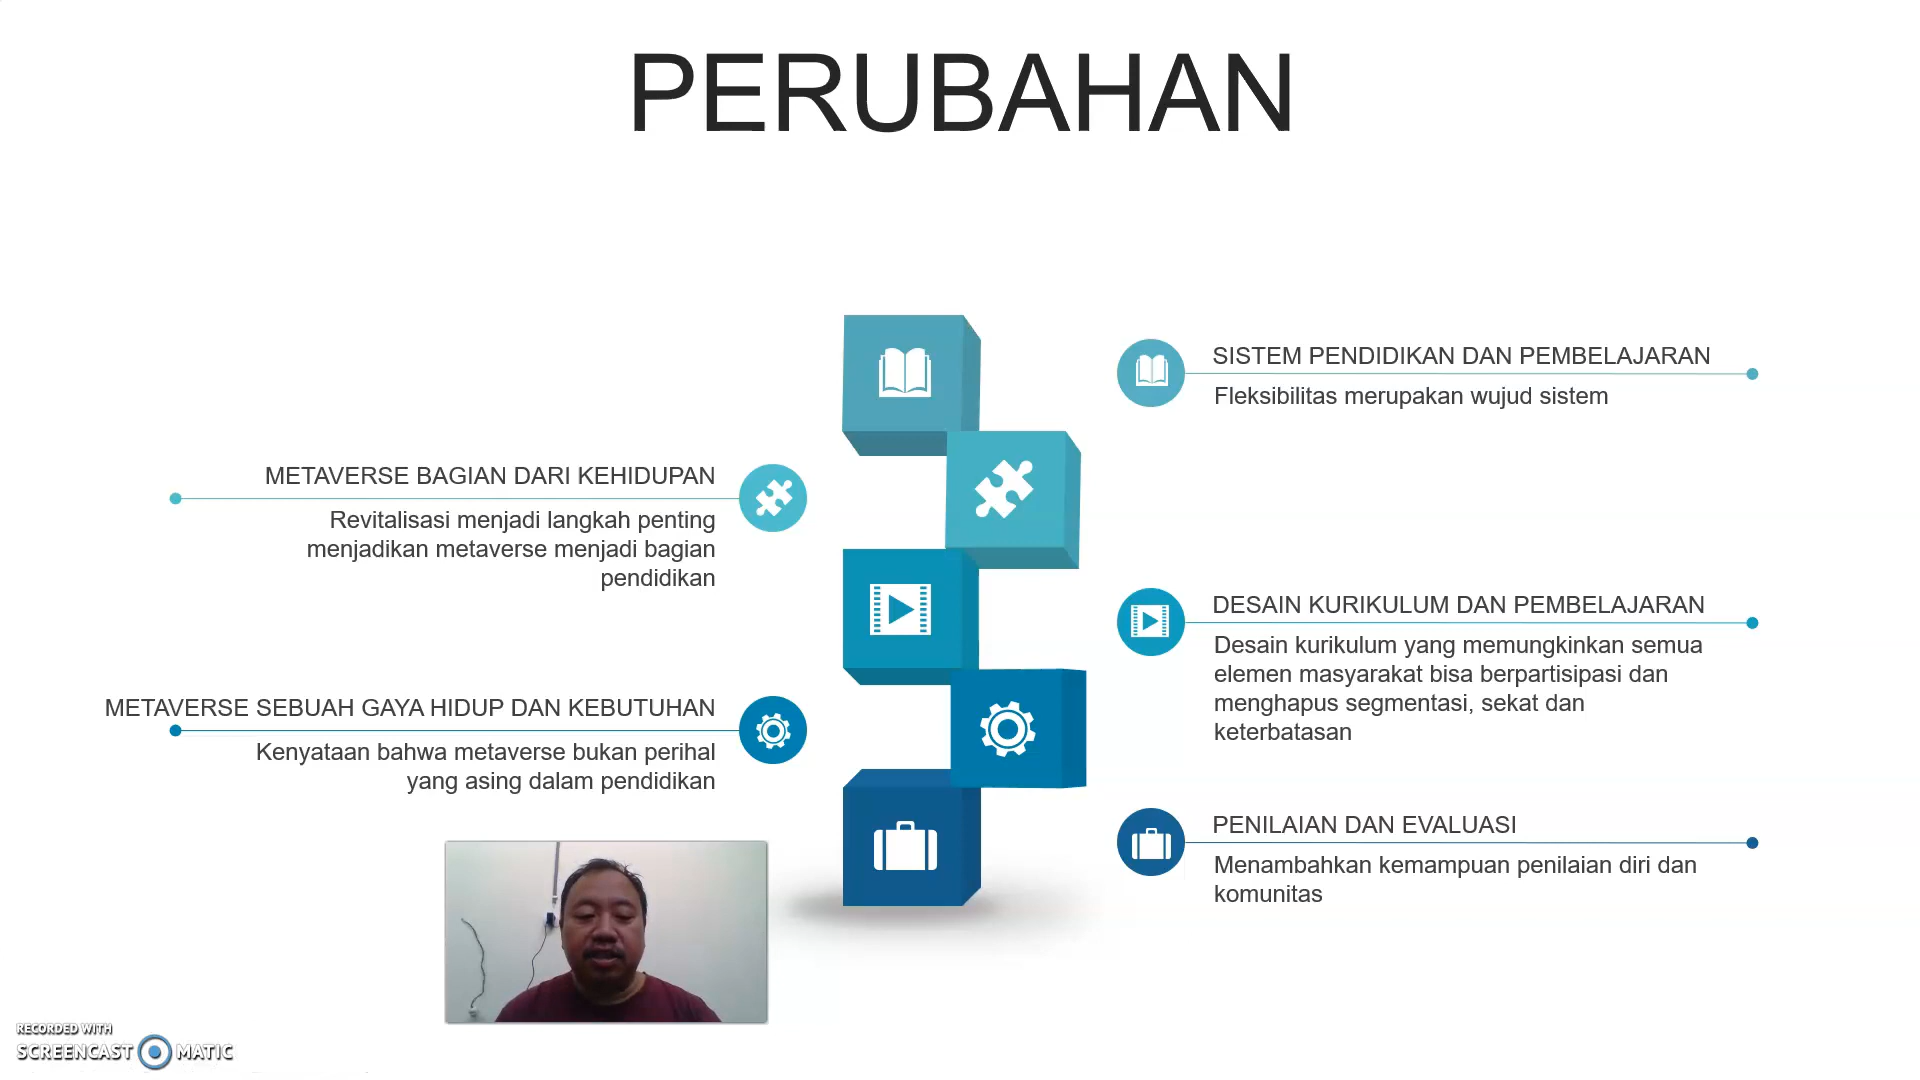 PERUBAHAN
SISTEM PENDIDIKAN DAN PEMBELAJARAN
Fleksibilitas merupakan wujud sistem
METAVERSE BAGIAN DARI KEHIDUPAN
Revitalisasi menjadi langkah penting
menjadikan metaverse menjadi bagian
pendidikan
DESAIN KURIKULUM DAN PEMBELAJARAN
Desain kurikulum yang memungkinkan semua
elemen masyarakat bisa berpartisipasi dan
menghapus segmentasi, sekat dan
keterbatasan
METAVERSE SEBUAH GAYA HIDUP DAN KEBUTUHAN
Kenyataan bahwa metaverse bukan perihal
yang asing dalam pendidikan
PENILAIAN DAN EVALUASI
Menambahkan kemampuan penilaian diri dan
komunitas
RECORDED WITH
SCREENCAST MATIC